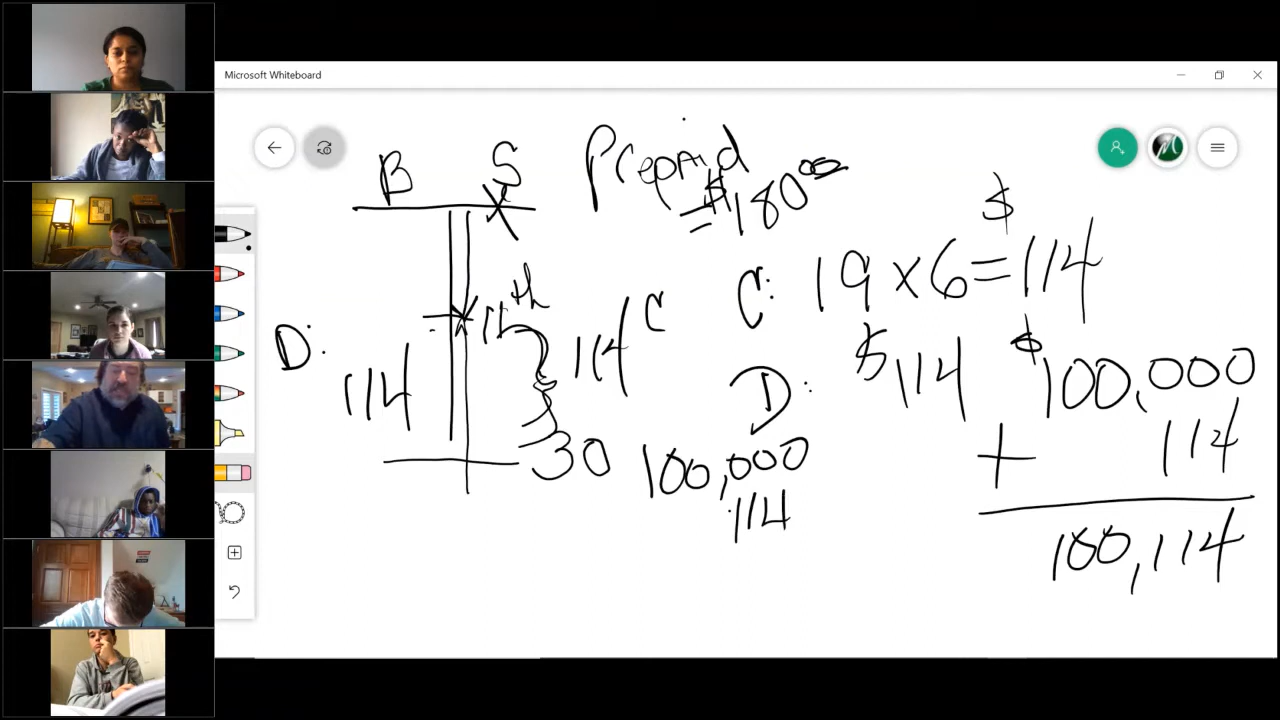 Microsoft Whiteboard
B S Prepaid
= $180.00
$
C: 19 x 6 = 114
11th
D: 114 114 C
D: $114 $100,000
+ 114
30 100,000
114
100,114